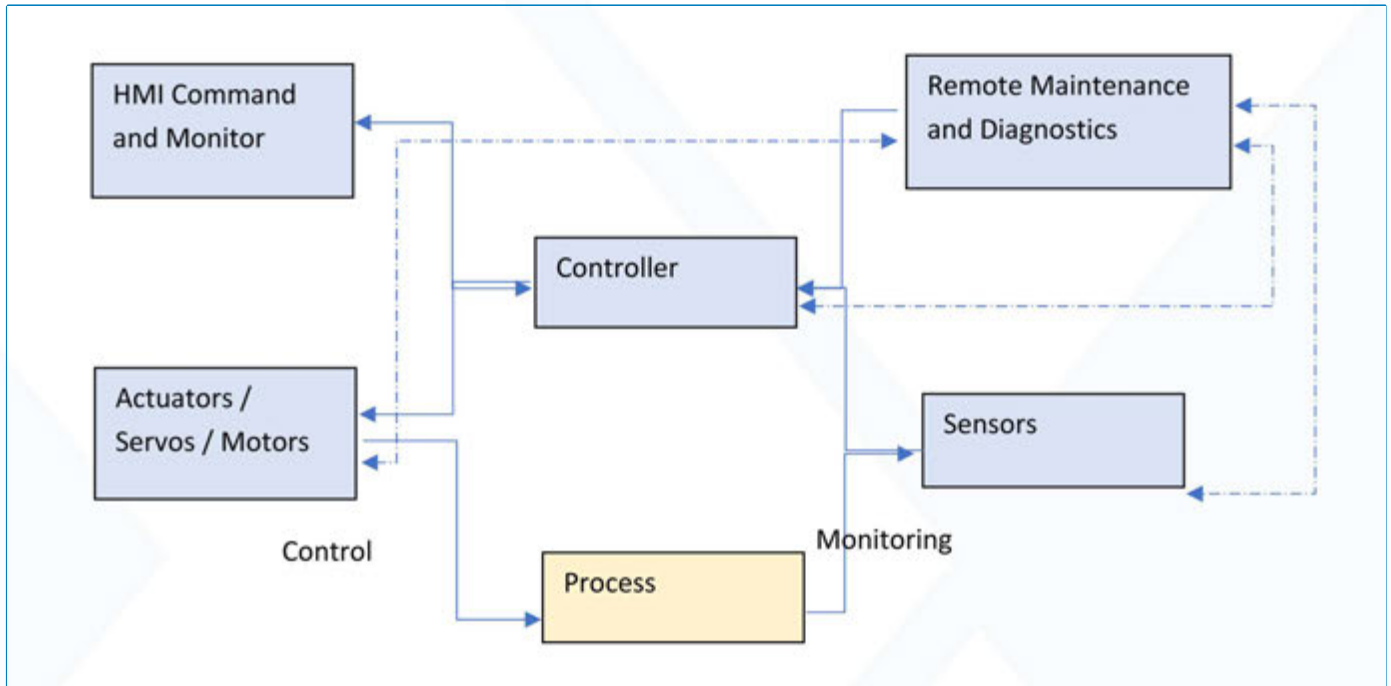 HMI Command
and Monitor
Remote Maintenance
and Diagnostics
Controller
Actuators /
Servos / Motors
Sensors
Control
Monitoring
Process